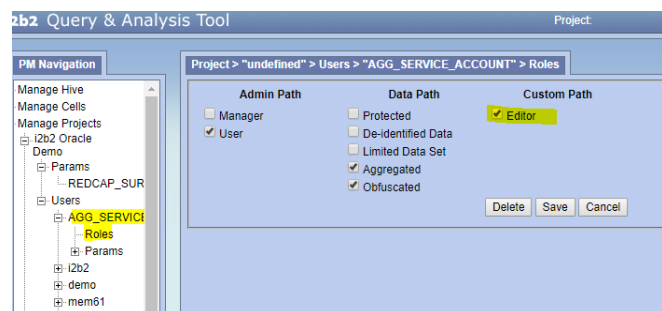 i2b2 Query & Analysis Tool
Project:
PM Navigation
Manage Hive
Manage Cells
Manage Projects
i2b2 Oracle
Demo
Params
REDCAP_SUR
Users
AGG_SERVICE
Roles
Params
i2b2
demo
mem61
Project > "undefined" > Users > "AGG_SERVICE_ACCOUNT" > Roles
Admin Path
Manager
User
Data Path
Protected
De-identified Data
Limited Data Set
Aggregated
Obfuscated
Custom Path
Editor
Delete Save Cancel